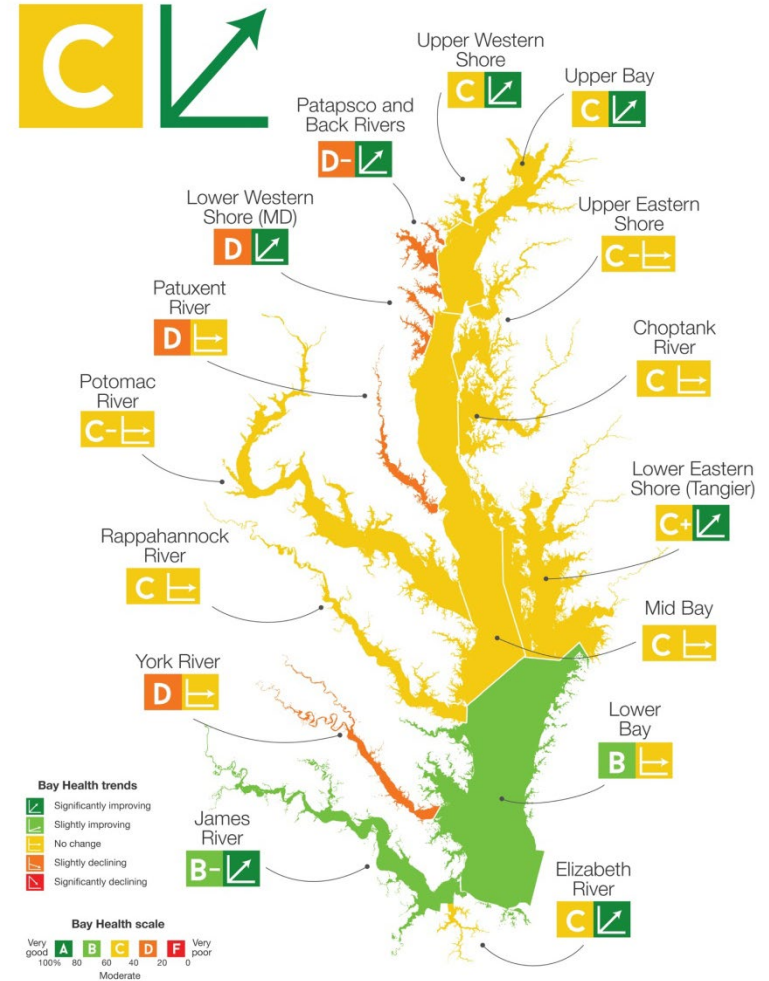 C
Upper Western
Shore
C
Upper Bay
C
Patapsco and
Back Rivers
D-
Lower Western
Shore (MD)
D
Upper Eastern
Shore
C-
Patuxent
River
D
Choptank
River
C
Potomac
River
C-
Lower Eastern
Shore (Tangier)
C+
Rappahannock
River
C
Mid Bay
C
York River
D
Lower
Bay
B
James
River
B-
Elizabeth
River
C
Bay Health trends
Significantly improving
Slightly improving
No change
Slightly declining
Significantly declining
Bay Health scale
Very
good
A B C D F
Very
poor
100% 80 60 40 20 0
Moderate